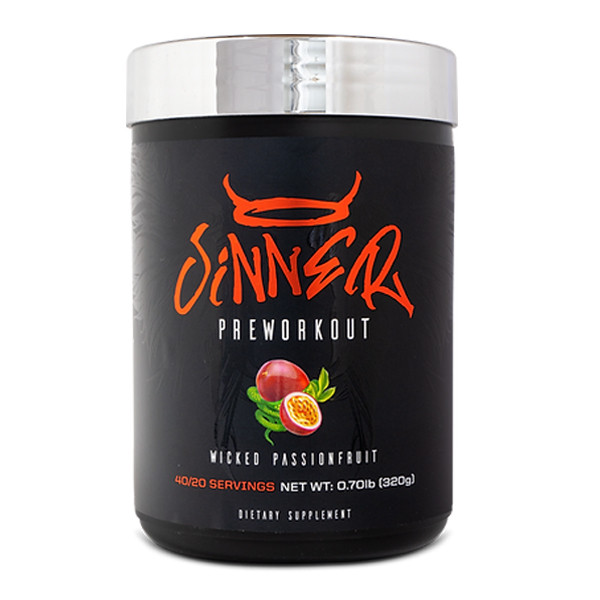 SiNNER
PREWORKOUT
WICKED PASSIONFRUIT
40/20 SERVINGS NET WT: 0.70lb (320g)
DIETARY SUPPLEMENT